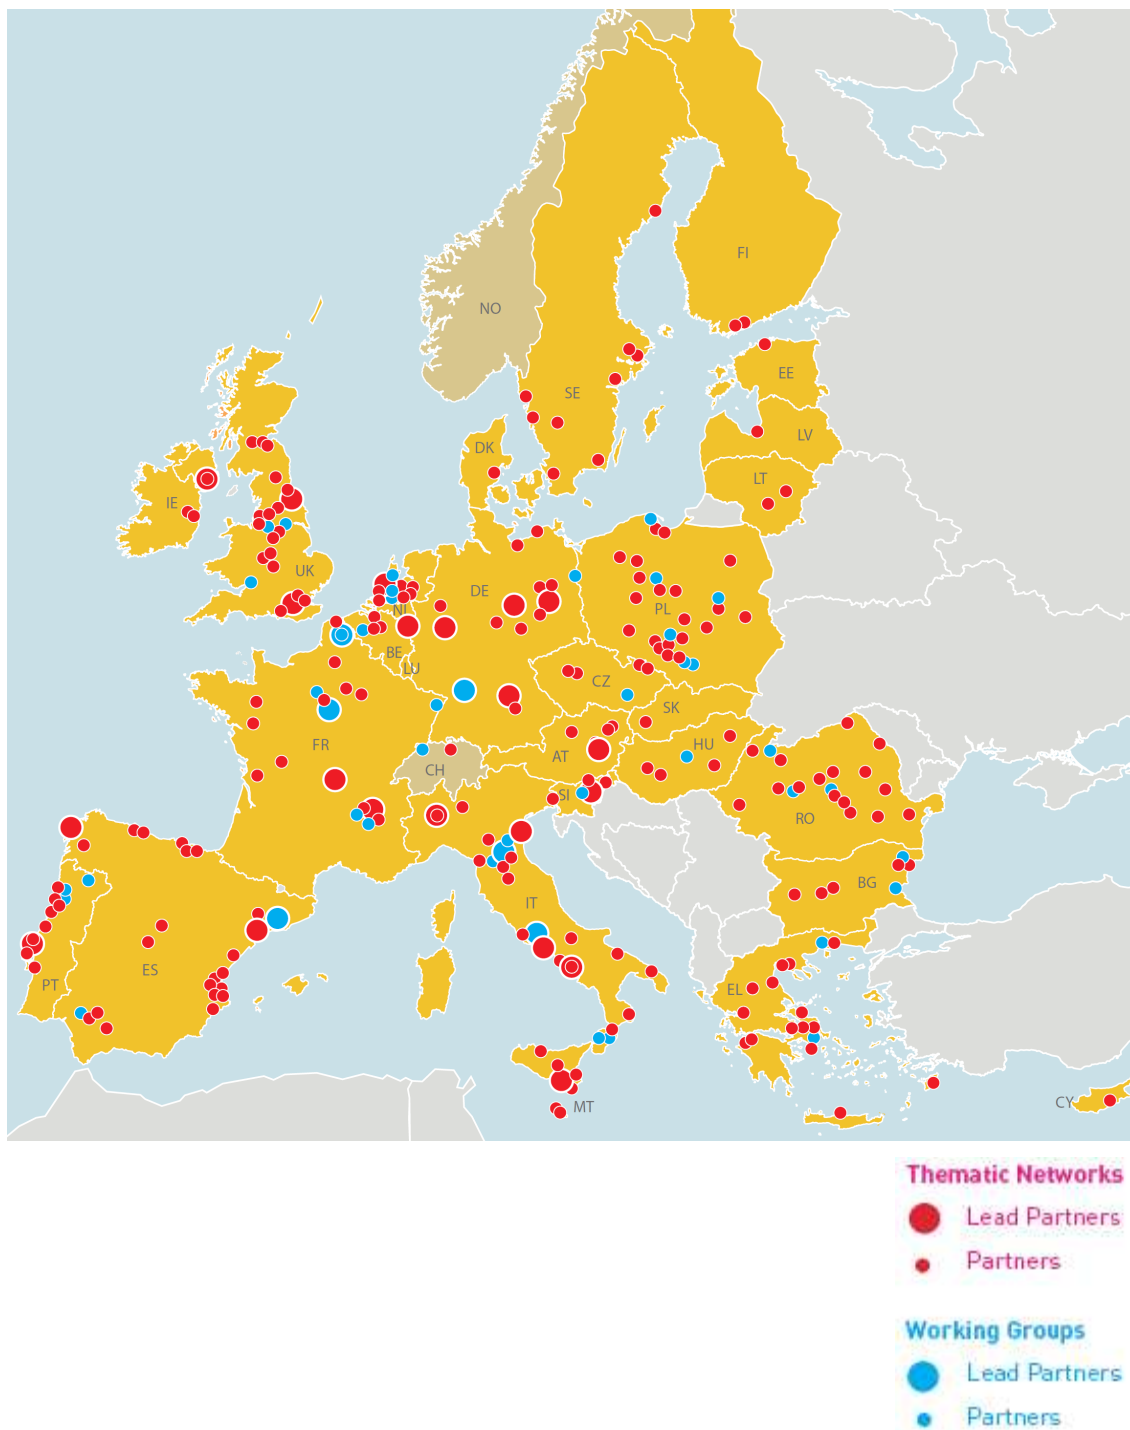 FI
NO
EE
SE
LV
DK
LT
IE
UK
DE
NI
PL
BE
LU
CZ
SK
FR
HU
AT
CH
SI
RO
BG
IT
ES
PT
EL
MT
CY
Thematic Networks
Lead Partners
Partners
Working Groups
Lead Partners
Partners